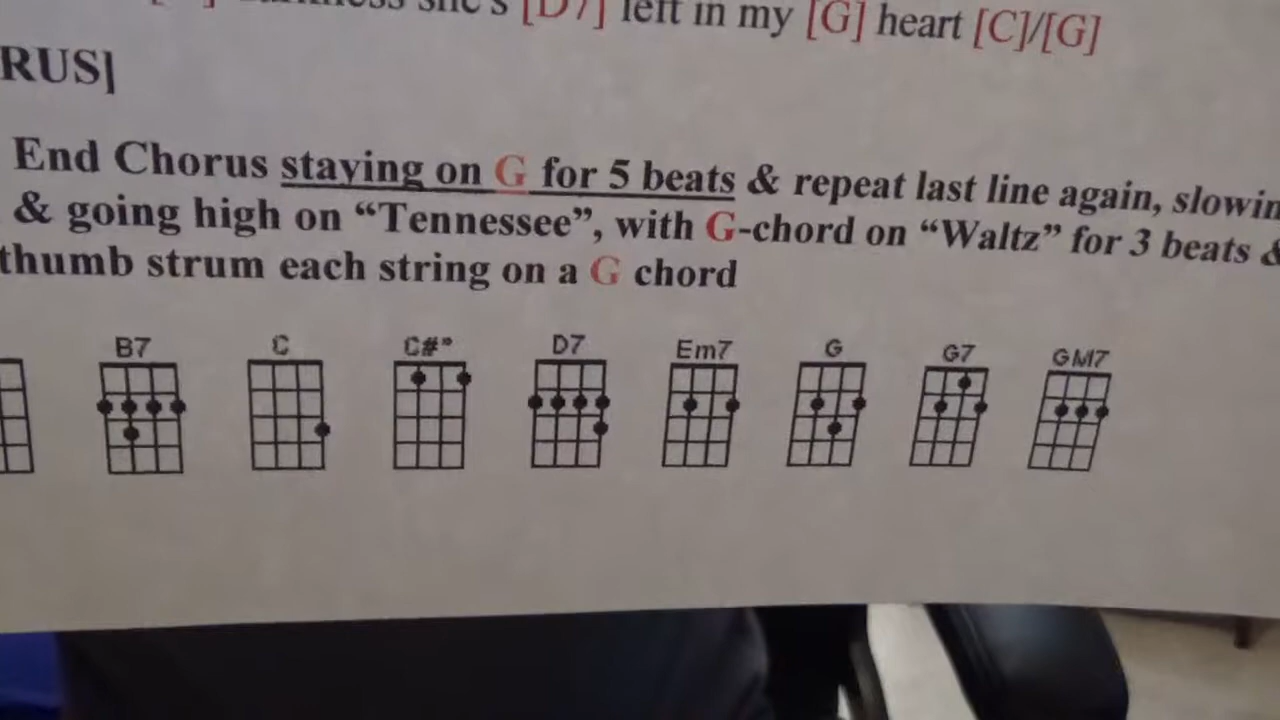 she's [D7] left in my [G] heart [C]/[G]
RUS]
End Chorus staying on G for 5 beats & repeat last line again, slowin
& going high on “Tennessee”, with G-chord on “Waltz” for 3 beats &
thumb strum each string on a G chord
B7 C C#° D7 Em7 G G7 GM7